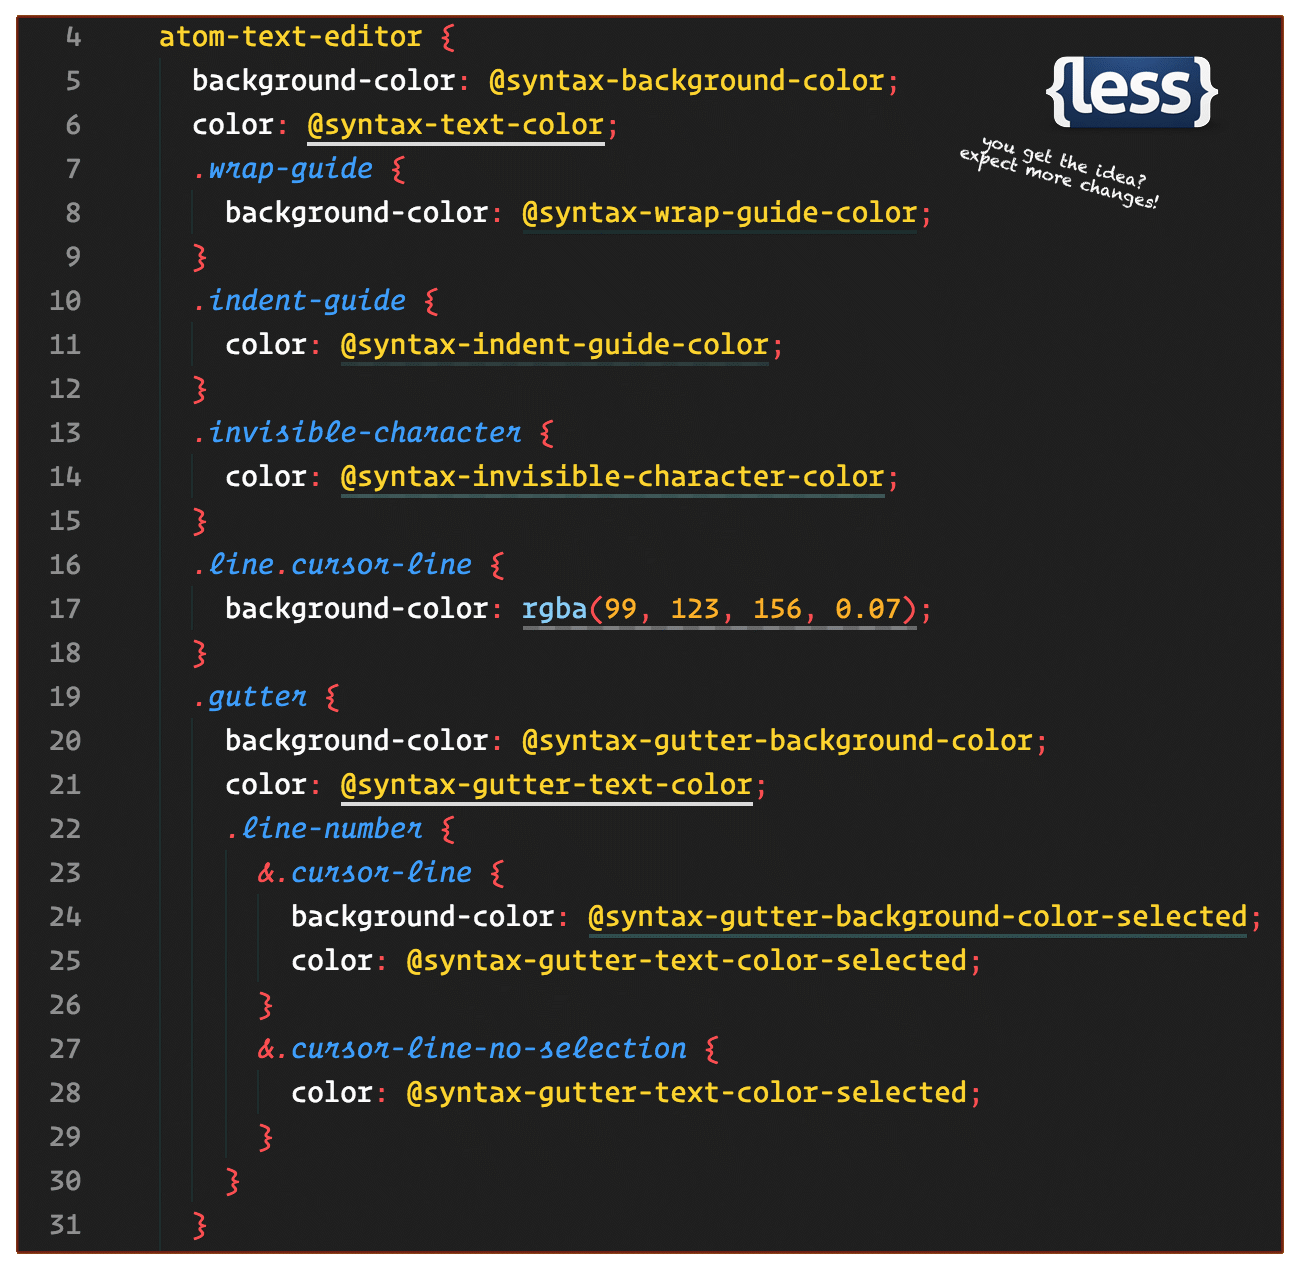 4 atom-text-editor {
5 background-color: @syntax-background-color;
6 color: @syntax-text-color;
7 .wrap-guide {
8 background-color: @syntax-wrap-guide-color;
9 }
10 .indent-guide {
11 color: @syntax-indent-guide-color;
12 }
13 .invisible-character {
14 color: @syntax-invisible-character-color;
15 }
16 .line.cursor-line {
17 background-color: rgba(99, 123, 156, 0.07);
18 }
19 .gutter {
20 background-color: @syntax-gutter-background-color;
21 color: @syntax-gutter-text-color;
22 .line-number {
23 &.cursor-line {
24 background-color: @syntax-gutter-background-color-selected;
25 color: @syntax-gutter-text-color-selected;
26 }
27 &.cursor-line-no-selection {
28 color: @syntax-gutter-text-color-selected;
29 }
30 }
31 }
{less}
you get the idea?
expect more changes!